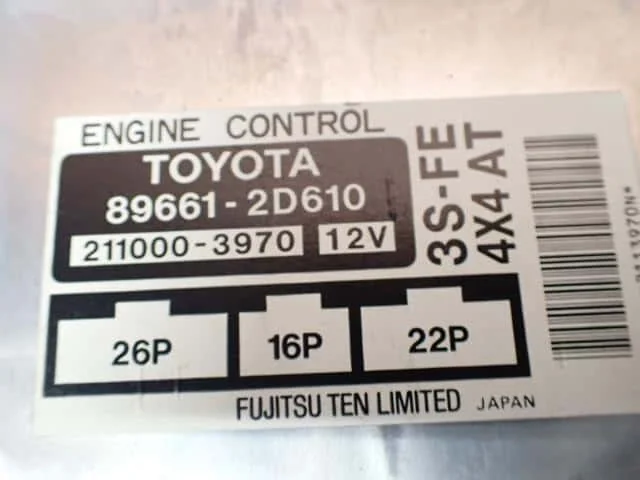 ENGINE CONTROL
TOYOTA
89661-2D610
211000-3970 12V
3S-FE
4X4 AT
26P 16P 22P
FUJITSU TEN LIMITED JAPAN